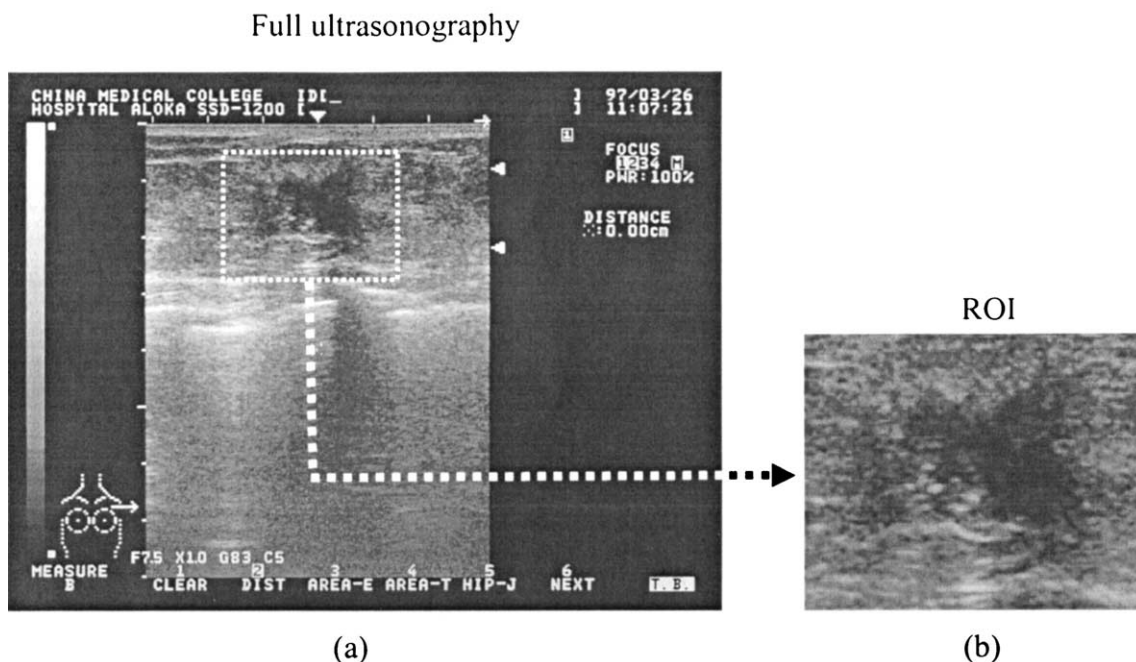 Full ultrasonography
CHINA MEDICAL COLLEGE [D[_ ] 97/03/26
HOSPITAL ALOKA SSD-1200 [ ] 11:07:21
1
FOCUS
1234 M
PWR:100%
DISTANCE
:0.00cm
ROI
F7.5 X1.0 G83 C5
MEASURE 1 2 3 4 5 6
B CLEAR DIST AREA-E AREA-T HIP-J NEXT T.B.
(a) (b)